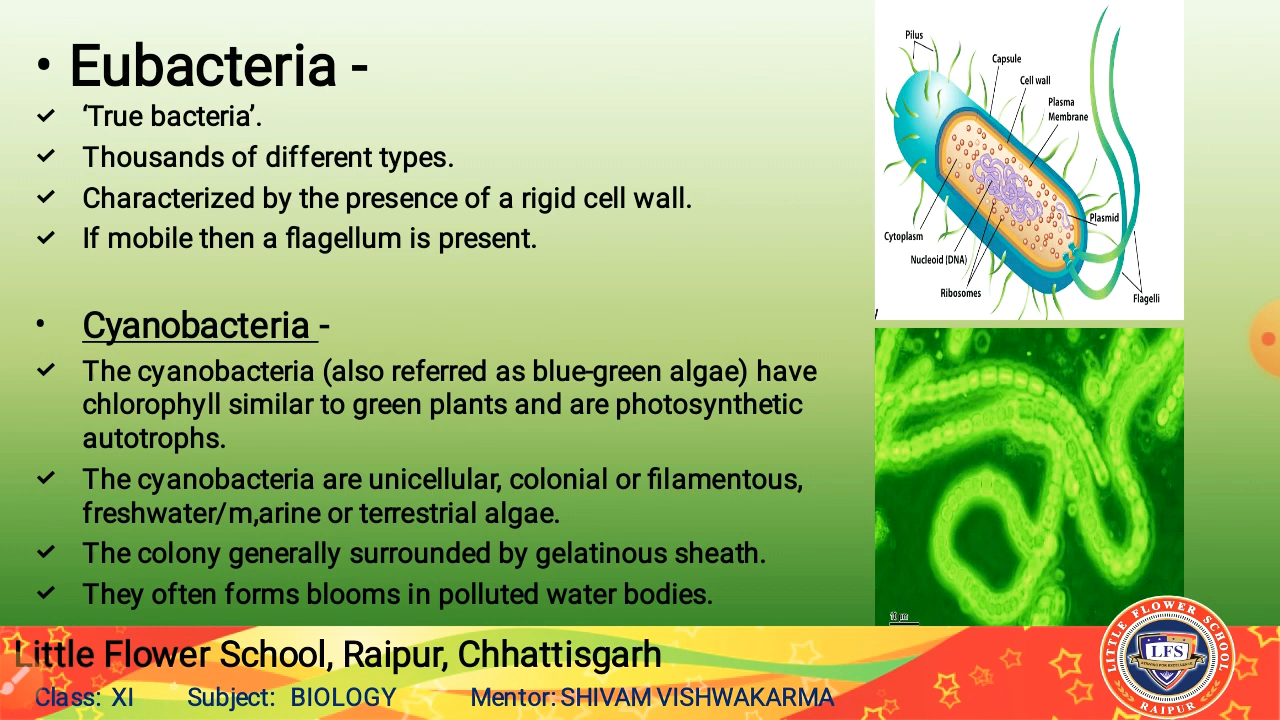 • Eubacteria -
✓ ‘True bacteria’.
✓ Thousands of different types.
✓ Characterized by the presence of a rigid cell wall.
✓ If mobile then a flagellum is present.
• Cyanobacteria -
✓ The cyanobacteria (also referred as blue-green algae) have
chlorophyll similar to green plants and are photosynthetic
autotrophs.
✓ The cyanobacteria are unicellular, colonial or filamentous,
freshwater/m,arine or terrestrial algae.
✓ The colony generally surrounded by gelatinous sheath.
✓ They often forms blooms in polluted water bodies.
Pilus
Capsule
Cell wall
Plasma
Membrane
Plasmid
Cytoplasm
Nucleoid (DNA)
Ribosomes
Flagelli
Little Flower School, Raipur, Chhattisgarh
Class: XI Subject: BIOLOGY Mentor: SHIVAM VISHWAKARMA
LITTLE FLOWER SCHOOL
LFS
RAIPUR